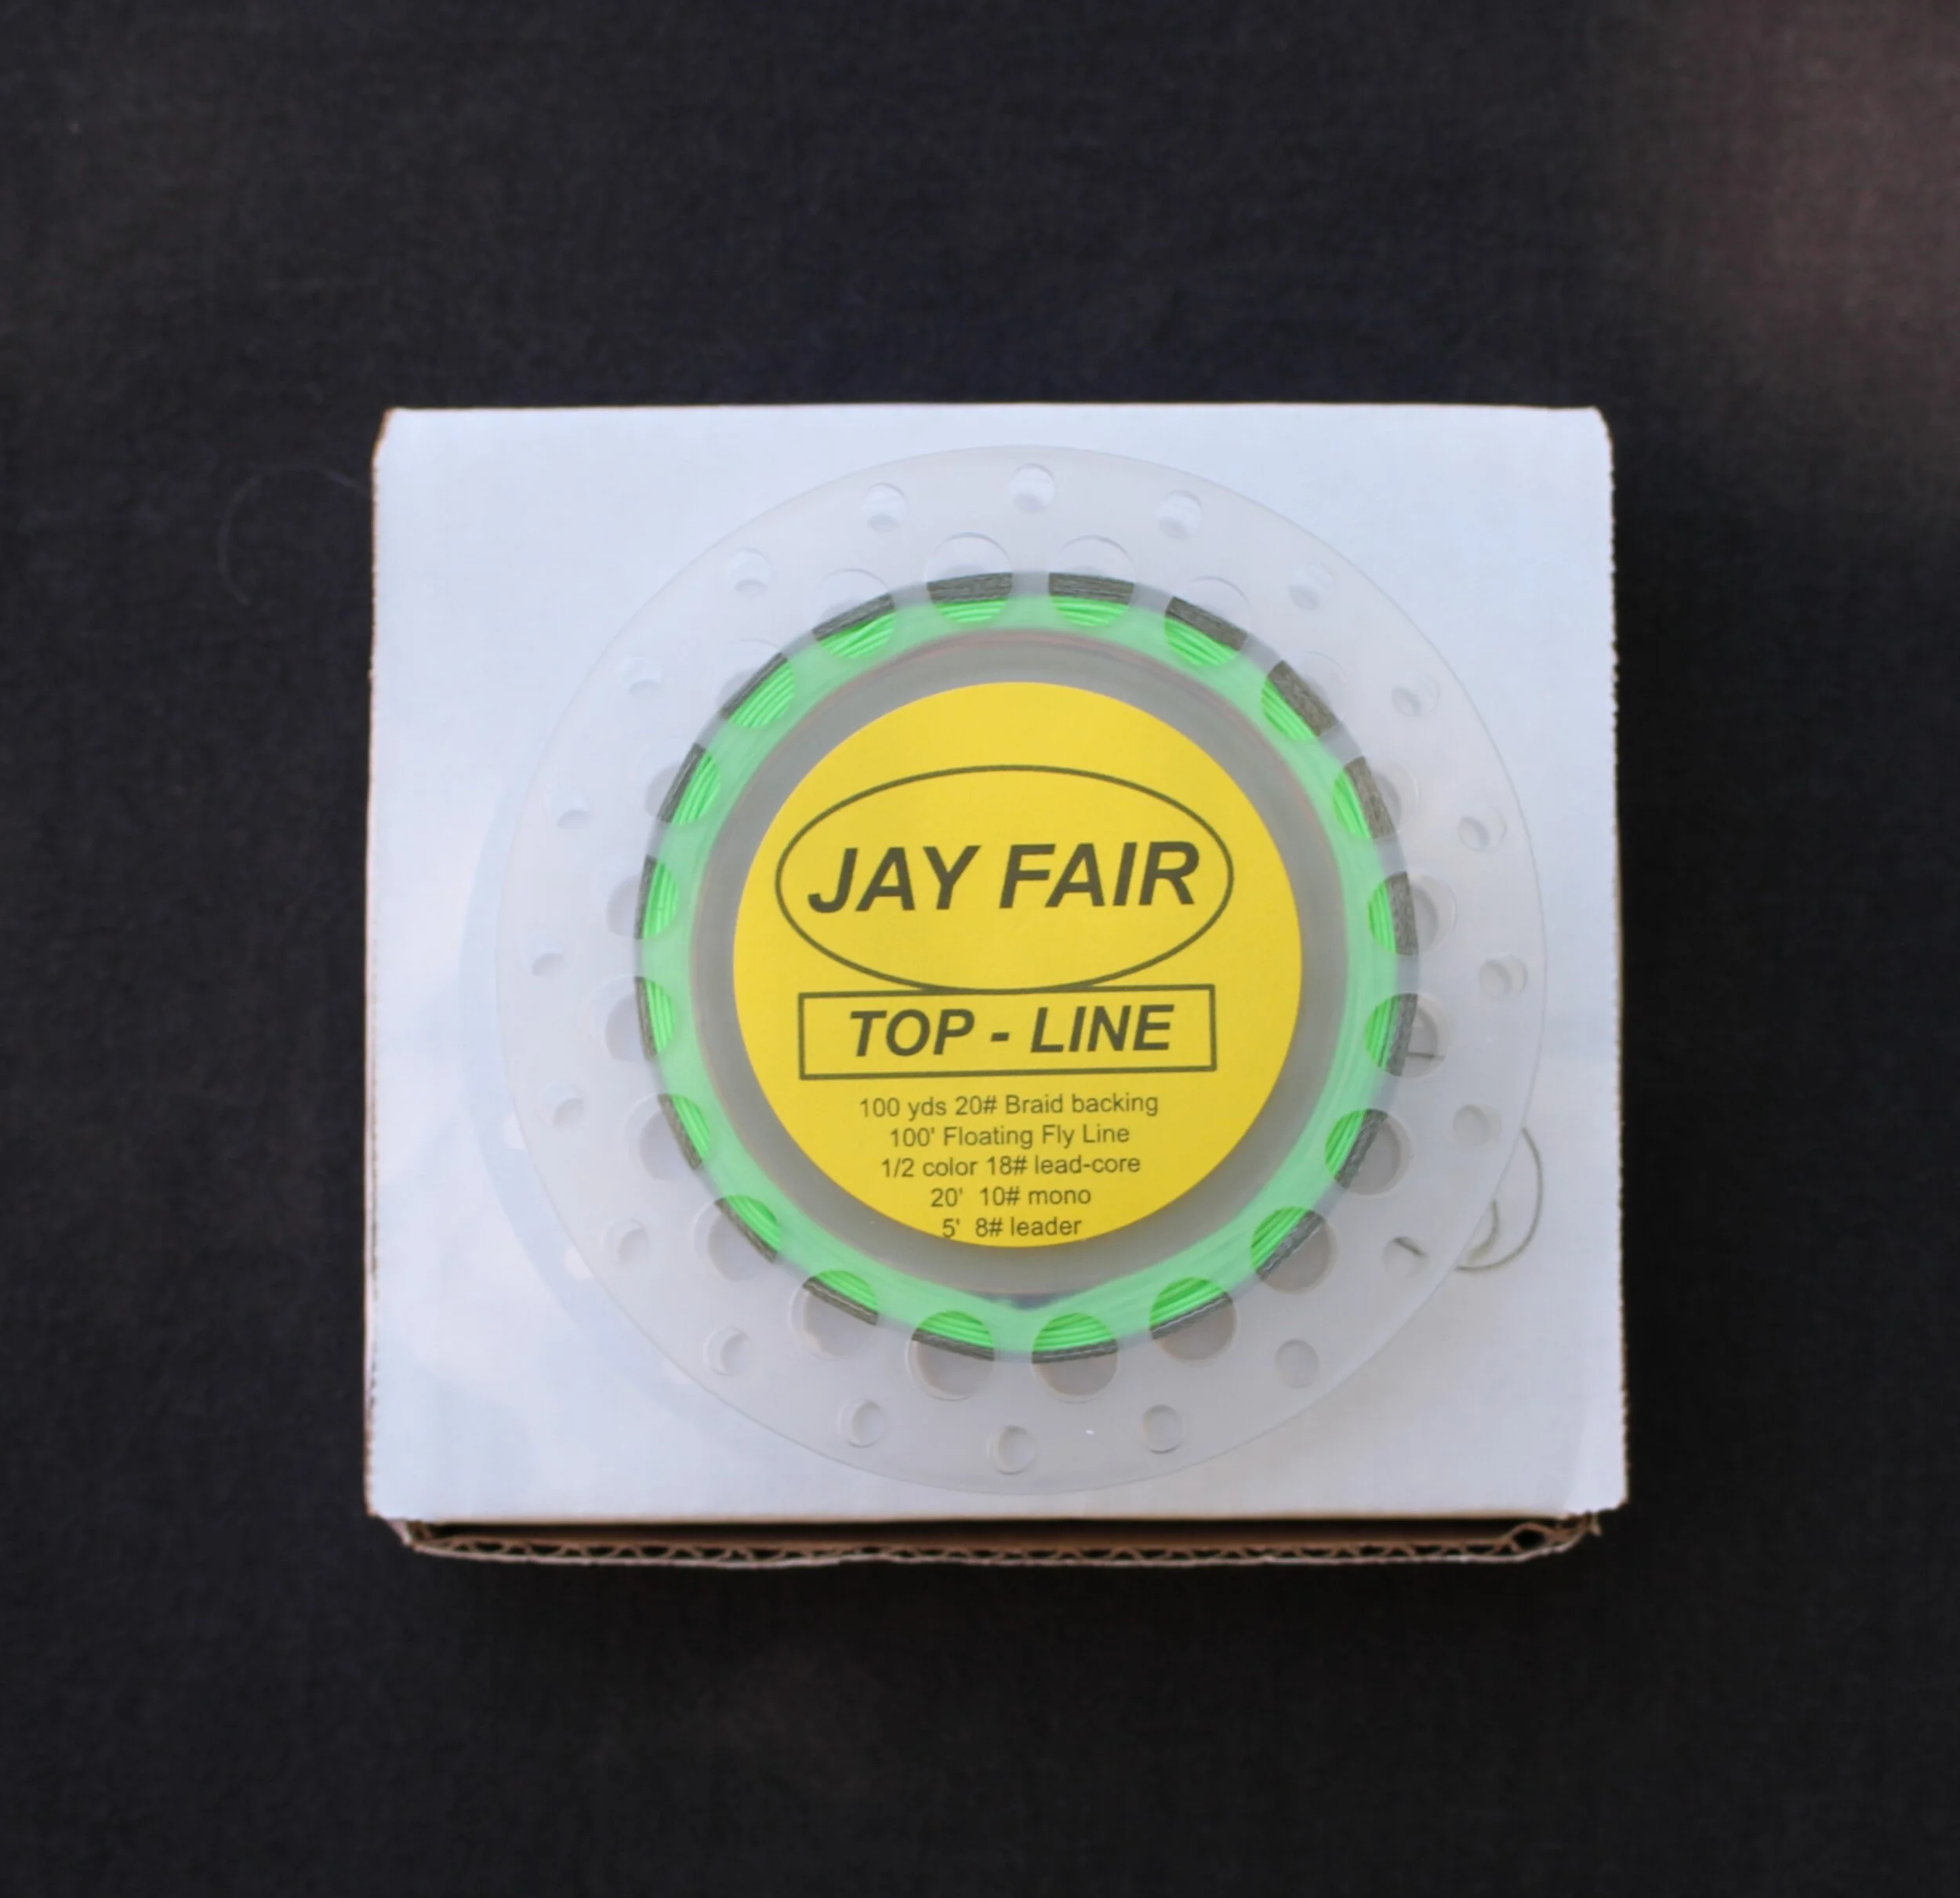 JAY FAIR
TOP - LINE
100 yds 20# Braid backing
100' Floating Fly Line
1/2 color 18# lead-core
20' 10# mono
5' 8# leader